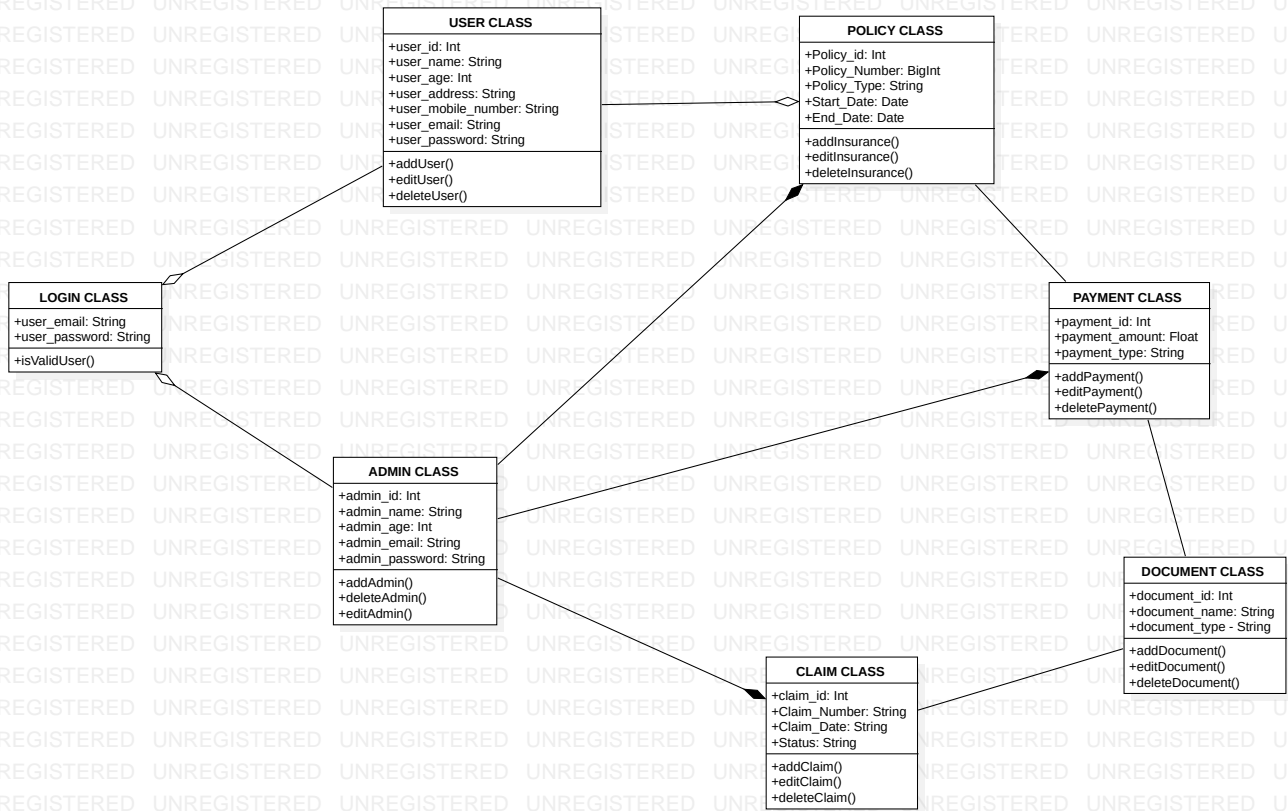 USER CLASS
+user_id: Int
+user_name: String
+user_age: Int
+user_address: String
+user_mobile_number: String
+user_email: String
+user_password: String
+addUser()
+editUser()
+deleteUser()
POLICY CLASS
+Policy_id: Int
+Policy_Number: BigInt
+Policy_Type: String
+Start_Date: Date
+End_Date: Date
+addInsurance()
+editInsurance()
+deleteInsurance()
LOGIN CLASS
+user_email: String
+user_password: String
+isValidUser()
PAYMENT CLASS
+payment_id: Int
+payment_amount: Float
+payment_type: String
+addPayment()
+editPayment()
+deletePayment()
ADMIN CLASS
+admin_id: Int
+admin_name: String
+admin_age: Int
+admin_email: String
+admin_password: String
+addAdmin()
+deleteAdmin()
+editAdmin()
DOCUMENT CLASS
+document_id: Int
+document_name: String
+document_type - String
+addDocument()
+editDocument()
+deleteDocument()
CLAIM CLASS
+claim_id: Int
+Claim_Number: String
+Claim_Date: String
+Status: String
+addClaim()
+editClaim()
+deleteClaim()
UNREGISTERED